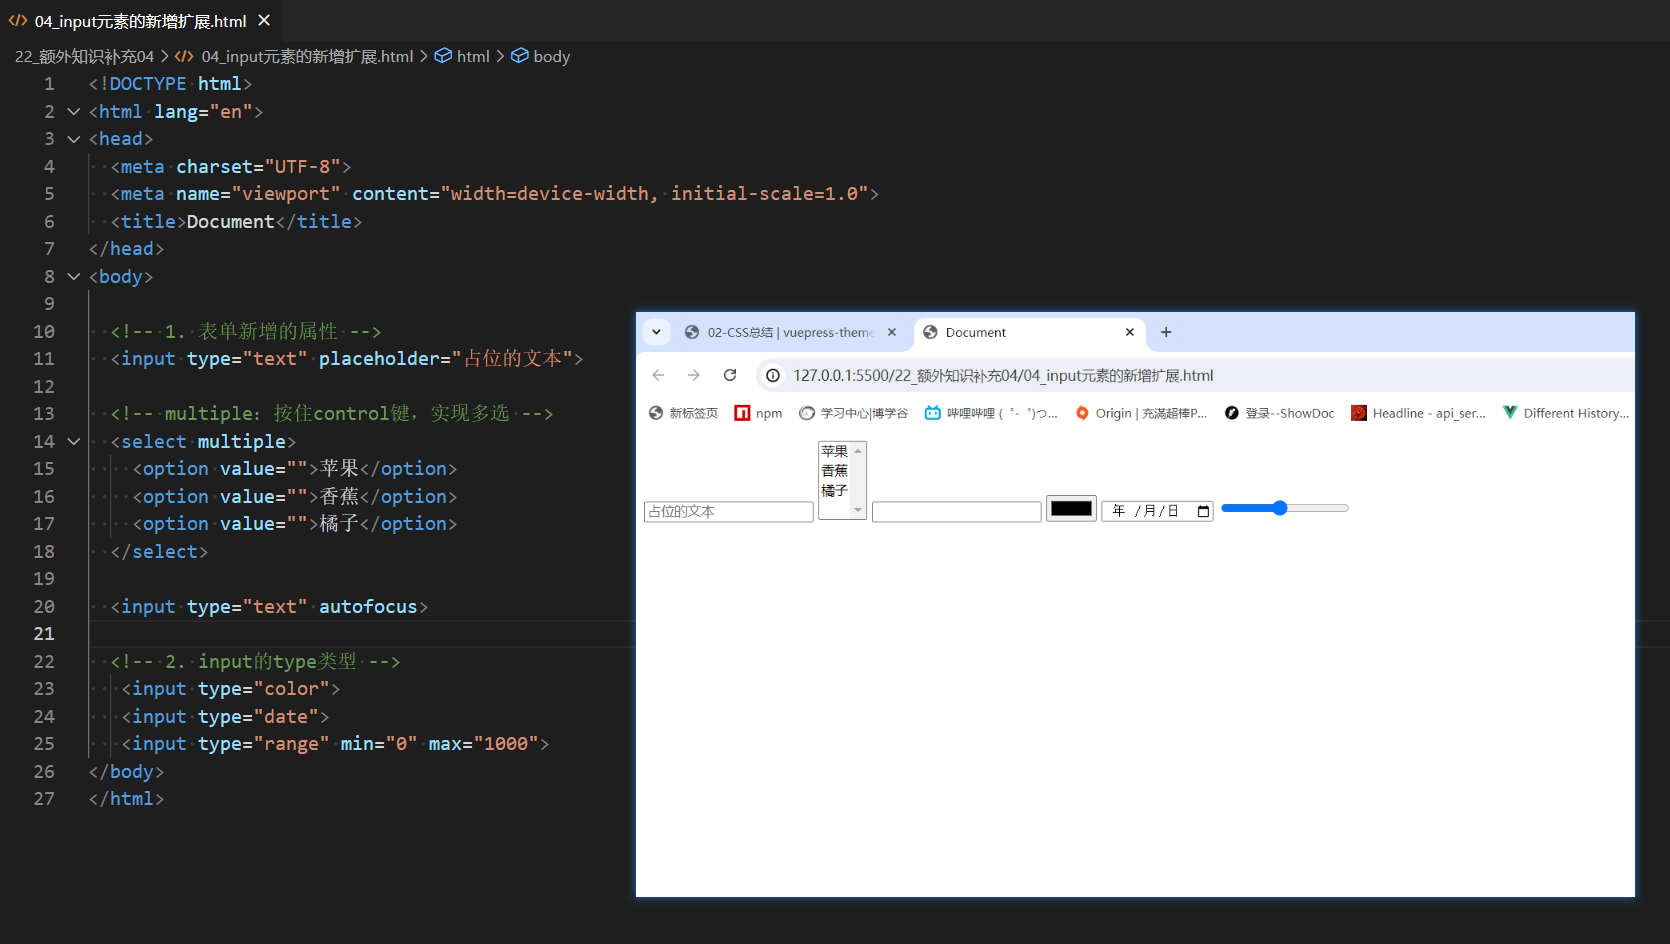 04_input元素的新增扩展.html
22_额外知识补充04 > 04_input元素的新增扩展.html > html > body
1 <!DOCTYPE html>
2 <html lang="en">
3 <head>
4 <meta charset="UTF-8">
5 <meta name="viewport" content="width=device-width, initial-scale=1.0">
6 <title>Document</title>
7 </head>
8 <body>
9
10 <!-- 1. 表单新增的属性 -->
11 <input type="text" placeholder="占位的文本">
12
13 <!-- multiple: 按住control键, 实现多选 -->
14 <select multiple>
15 <option value="">苹果</option>
16 <option value="">香蕉</option>
17 <option value="">橘子</option>
18 </select>
19
20 <input type="text" autofocus>
21
22 <!-- 2. input的type类型 -->
23 <input type="color">
24 <input type="date">
25 <input type="range" min="0" max="1000">
26 </body>
27 </html>
02-CSS总结 | vuepress-theme
Document
127.0.0.1:5500/22_额外知识补充04/04_input元素的新增扩展.html
新标签页 npm 学习中心|博学谷 哔哩哔哩 ( ゜- ゜)つ... Origin | 充满超棒P... 登录--ShowDoc Headline - api_ser... Different History...
苹果
香蕉
橘子
占位的文本 年 /月/日